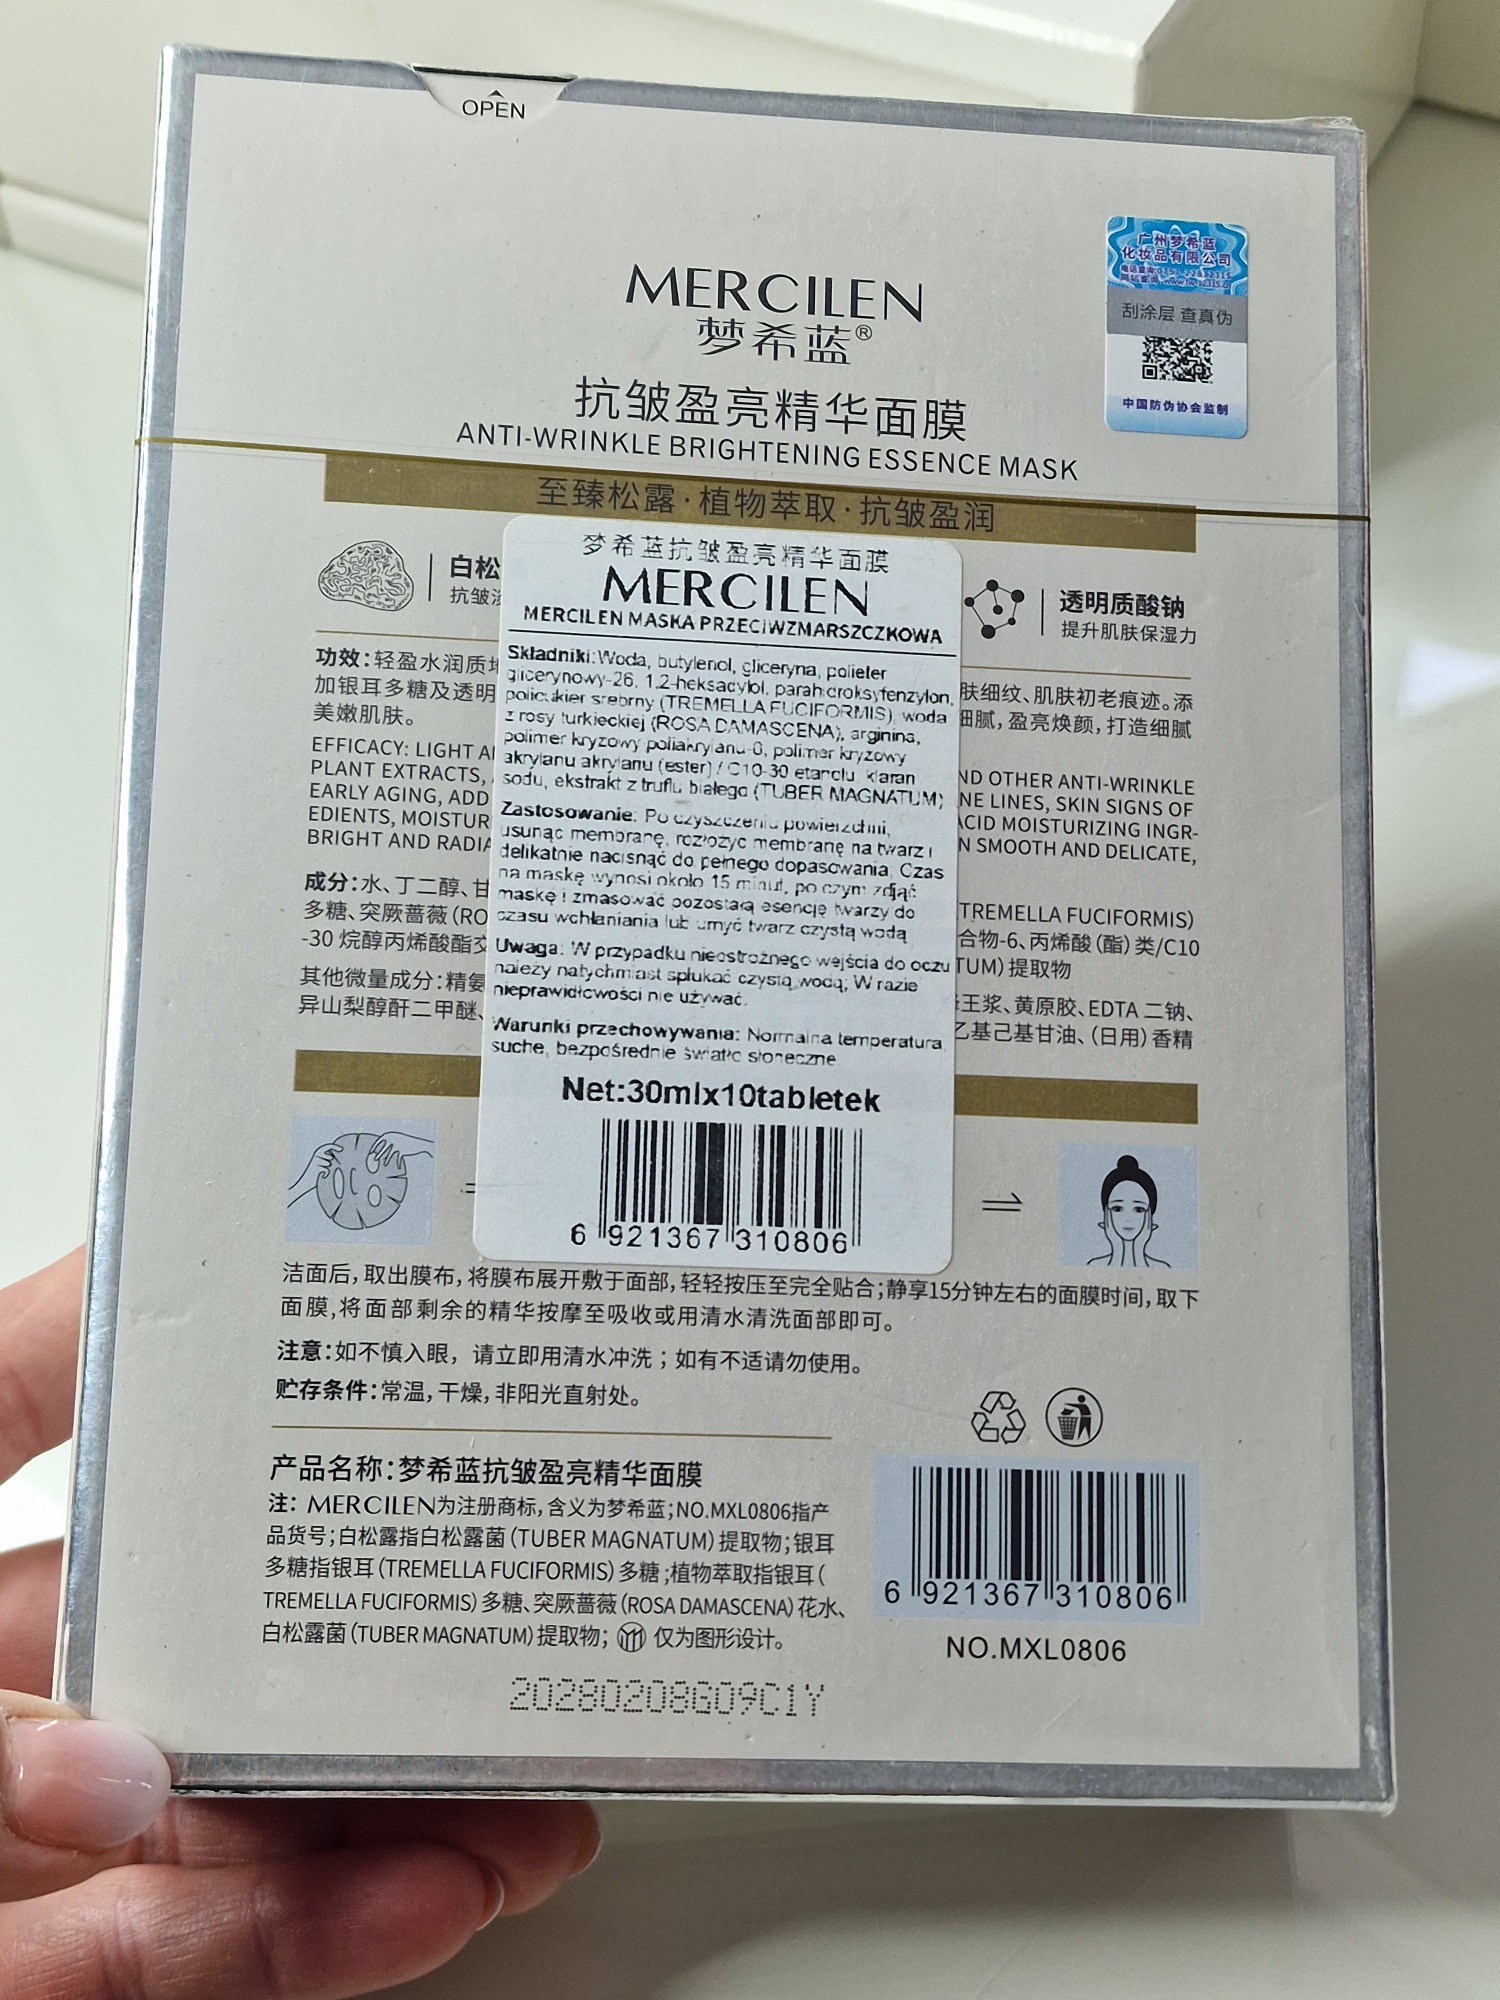 OPEN
广州梦希蓝
化妆品有限公司
刮涂层 查真伪
中国防伪协会监制
MERCILEN
梦希蓝®
抗皱盈亮精华面膜
ANTI-WRINKLE BRIGHTENING ESSENCE MASK
至臻松露·植物萃取·抗皱盈润
白松
抗皱
透明质酸钠
提升肌肤保湿力
梦希蓝抗皱盈亮精华面膜
MERCILEN
MERCILEN MASKA PRZECIWZMARSZCZKOWA
Składniki: Woda, butylenol, gliceryna, polieter
glicerynowy-26, 1,2-heksadylol, parahidroksyfenzylon,
policukier srebrny (TREMELLA FUCIFORMIS), woda
z rosy turkieckiej (ROSA DAMASCENA), arginina,
polimer kryzowy poliakrylanu-6, polimer kryzowy
akrylanu akrylanu (ester) / C10-30 etanolu, klaran
sodu, ekstrakt z truflu białego (TUBER MAGNATUM)
Zastosowanie: Po czyszczeniu powierzchni,
usunąc membranę, rozłożyc membranę na twarz i
delikatnie nacisnąć do pełnego dopasowania; Czas
na maskę wynosi około 15 minut, po czym zdjąć
maskę i zmasować pozostałą esencję twarzy do
czasu wchłaniania lub umyć twarz czystą wodą
Uwaga: W przypadku nieostrożnego wejścia do oczu
należy natychmiast spłukać czystą wodą; W razie
nieprawidłowości nie używać.
Warunki przechowywania: Normalna temperatura,
suche, bezpośrednie światło słoneczne
Net:30mlx10tabletek
6 921367 310806
功效：轻盈水润质地
加银耳多糖及透明
美嫩肌肤。
肤细纹、肌肤初老痕迹。添
细腻，盈亮焕颜，打造细腻
EFFICACY: LIGHT A
PLANT EXTRACTS,
EARLY AGING, ADD
EDIENTS, MOISTUR
BRIGHT AND RADIA
ND OTHER ANTI-WRINKLE
NE LINES, SKIN SIGNS OF
ACID MOISTURIZING INGR-
N SMOOTH AND DELICATE,
成分：水、丁二醇、甘
多糖、突厥蔷薇（RO
-30 烷醇丙烯酸酯交
TREMELLA FUCIFORMIS）
合物-6、丙烯酸（酯）类/C10
TUM）提取物
其他微量成分：精氨
异山梨醇酐二甲醚、
王浆、黄原胶、EDTA 二钠、
乙基己基甘油、（日用）香精
洁面后，取出膜布，将膜布展开敷于面部，轻轻按压至完全贴合；静享15分钟左右的面膜时间，取下
面膜，将面部剩余的精华按摩至吸收或用清水清洗面部即可。
注意：如不慎入眼，请立即用清水冲洗；如有不适请勿使用。
贮存条件：常温，干燥，非阳光直射处。
产品名称：梦希蓝抗皱盈亮精华面膜
注：MERCILEN为注册商标，含义为梦希蓝；NO.MXL0806指产
品货号；白松露指白松露菌（TUBER MAGNATUM）提取物；银耳
多糖指银耳（TREMELLA FUCIFORMIS）多糖；植物萃取指银耳（
TREMELLA FUCIFORMIS）多糖、突厥蔷薇（ROSA DAMASCENA）花水、
白松露菌（TUBER MAGNATUM）提取物； 仅为图形设计。
6 921367 310806
NO.MXL0806
20280208G09C1Y